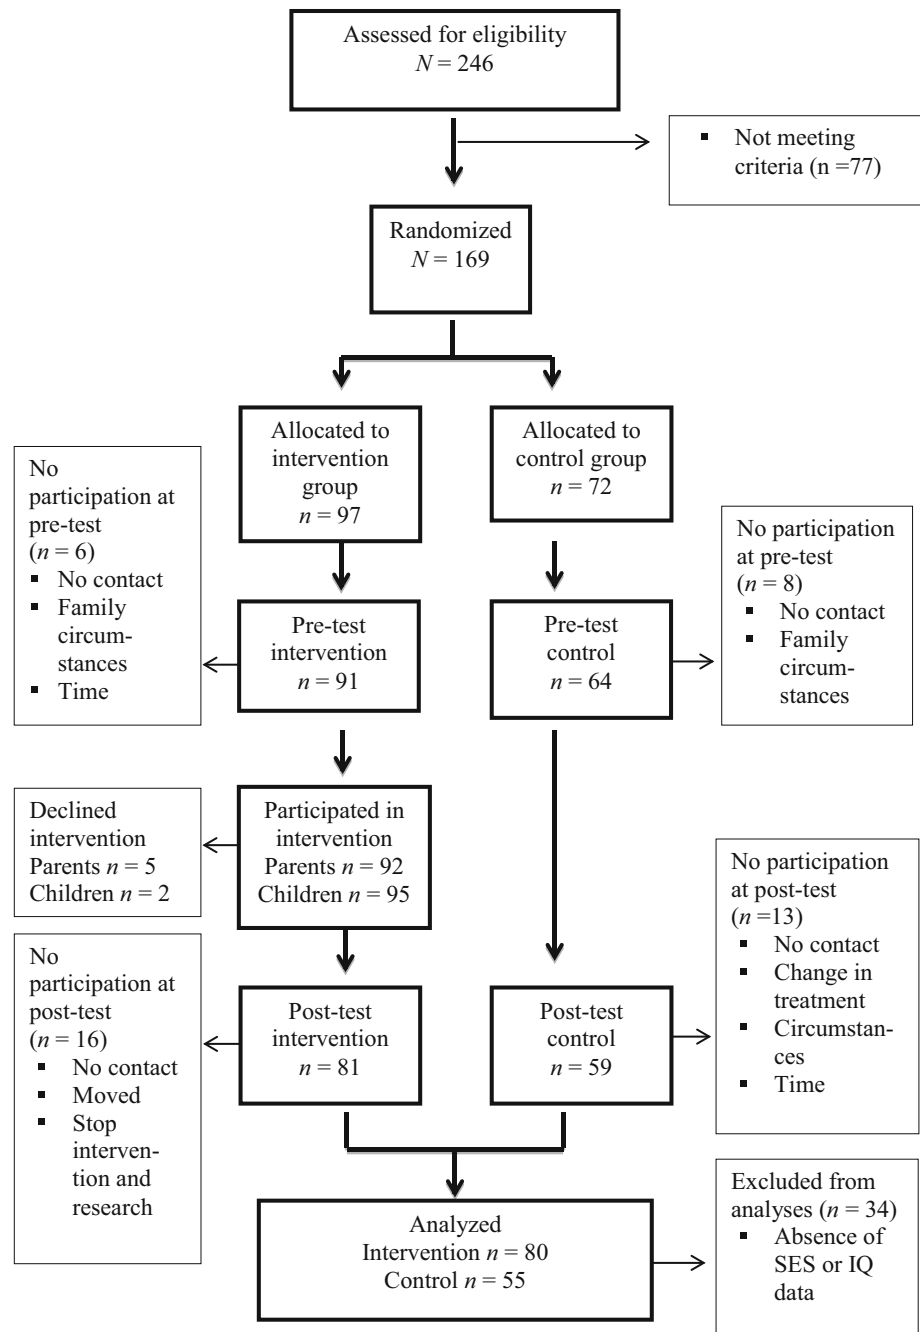 Assessed for eligibility
N = 246
▪ Not meeting
criteria (n =77)
Randomized
N = 169
Allocated to
intervention
group
n = 97
Allocated to
control group
n = 72
No
participation at
pre-test
(n = 6)
▪ No contact
▪ Family
circum-
stances
▪ Time
Pre-test
intervention
n = 91
Pre-test
control
n = 64
No participation
at pre-test
(n = 8)
▪ No contact
▪ Family
circum-
stances
Declined
intervention
Parents n = 5
Children n = 2
Participated in
intervention
Parents n = 92
Children n = 95
No participation
at post-test
(n =13)
▪ No contact
▪ Change in
treatment
▪ Circumstan-
ces
▪ Time
No
participation at
post-test
(n = 16)
▪ No contact
▪ Moved
▪ Stop
interven-
tion and
research
Post-test
intervention
n = 81
Post-test
control
n = 59
Analyzed
Intervention n = 80
Control n = 55
Excluded from
analyses (n = 34)
▪ Absence of
SES or IQ
data